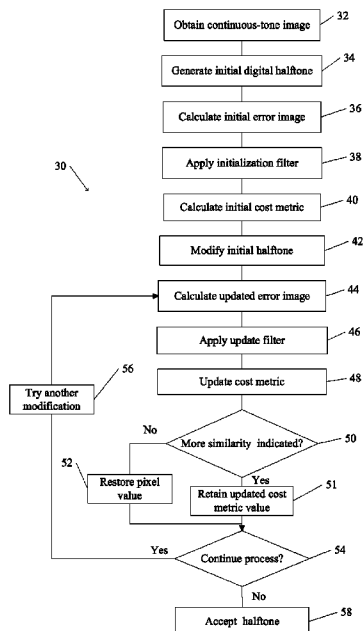 Obtain continuous-tone image
32
Generate initial digital halftone
34
Calculate initial error image
36
Apply initialization filter
38
30
Calculate initial cost metric
40
Modify initial halftone
42
Calculate updated error image
44
Apply update filter
46
Update cost metric
48
56
Try another
modification
More similarity indicated?
50
No
Yes
52
Restore pixel
value
Retain updated cost
metric value
51
Yes
Continue process?
54
No
Accept halftone
58